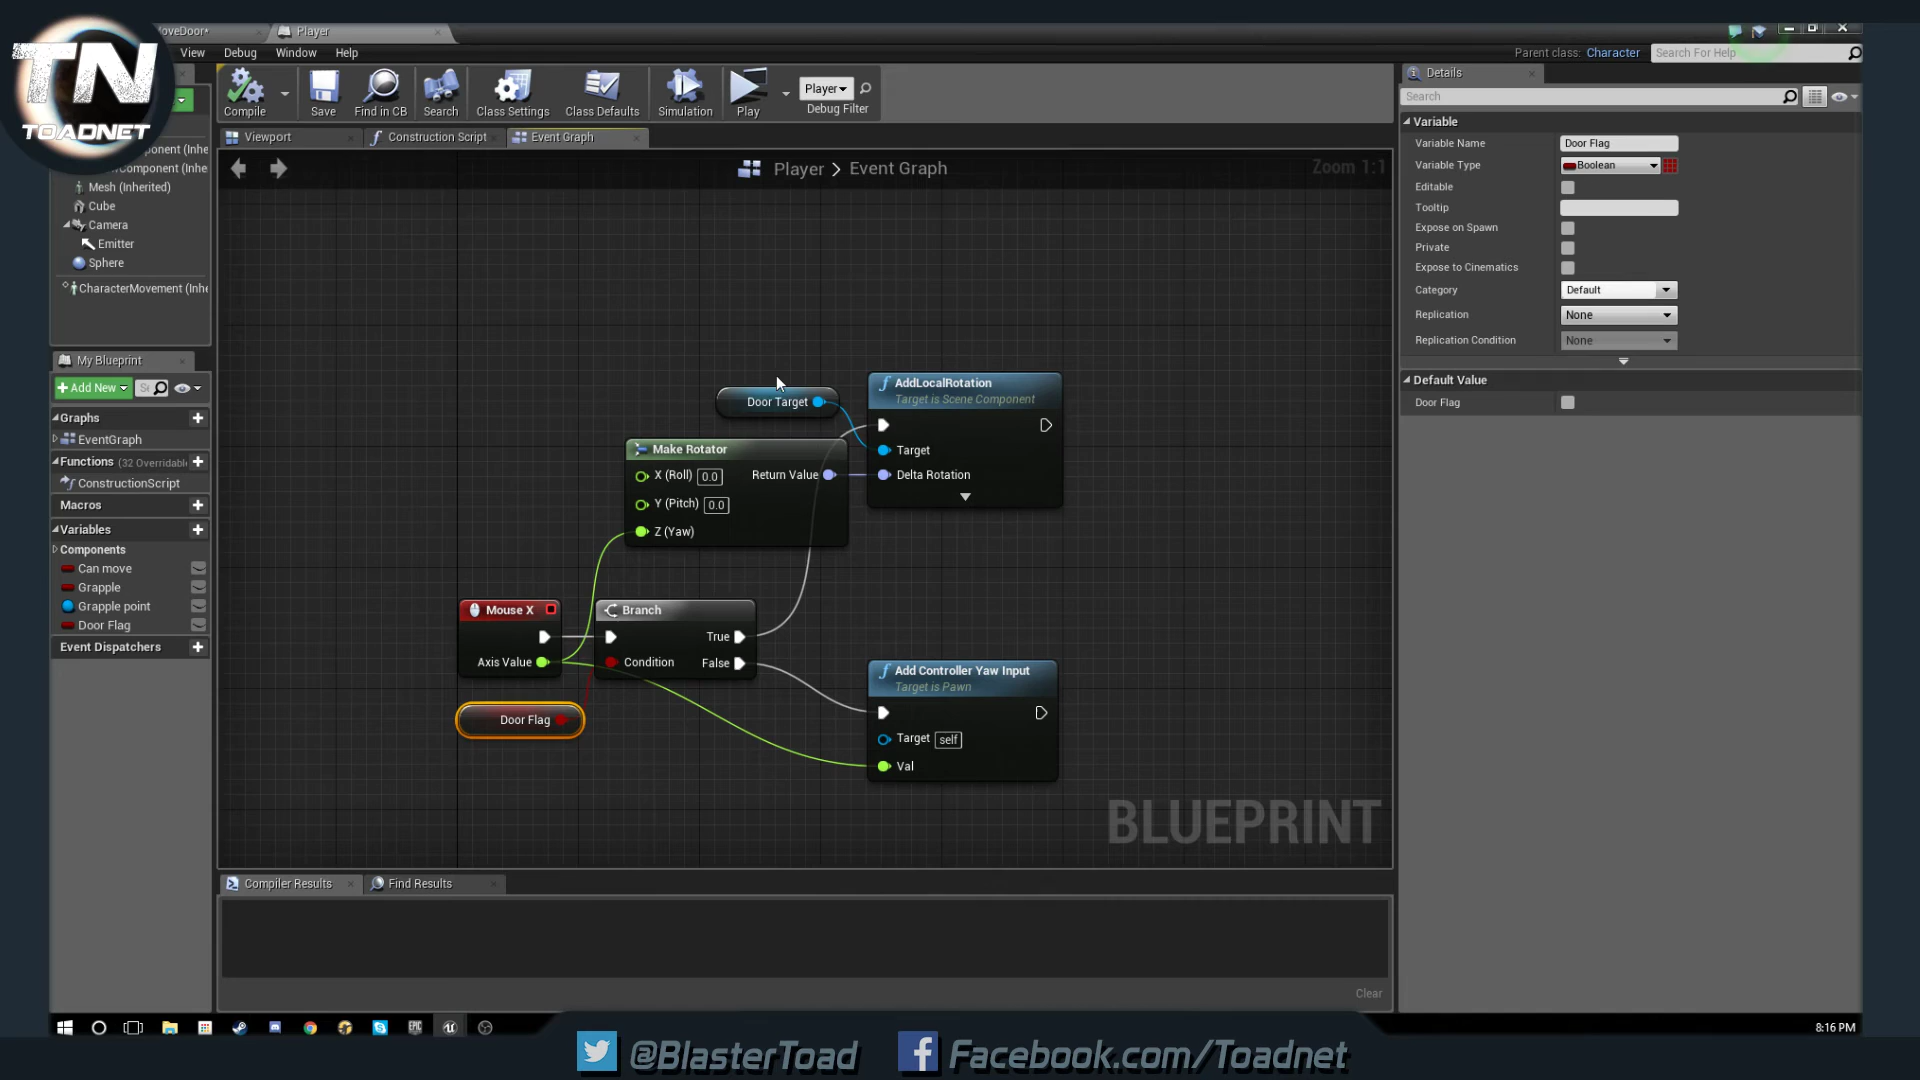 MoveDoor*
Player
TN
TOADNET
View
Debug
Window
Help
Parent class: Character
Search For Help
Compile
Save
Find in CB
Search
Class Settings
Class Defaults
Simulation
Play
Player
Debug Filter
Viewport
Construction Script
Event Graph
Player > Event Graph
Zoom 1:1
Mesh (Inherited)
Cube
Camera
Emitter
Sphere
CharacterMovement (Inhe
My Blueprint
Add New
Graphs
EventGraph
Functions (32 Overridable
ConstructionScript
Macros
Variables
Components
Can move
Grapple
Grapple point
Door Flag
Event Dispatchers
Door Target
AddLocalRotation
Target is Scene Component
Target
Delta Rotation
Make Rotator
X (Roll) 0.0
Return Value
Y (Pitch) 0.0
Z (Yaw)
Mouse X
Axis Value
Branch
True
Condition
False
Door Flag
Add Controller Yaw Input
Target is Pawn
Target self
Val
BLUEPRINT
Compiler Results
Find Results
Clear
Details
Search
Variable
Variable Name Door Flag
Variable Type Boolean
Editable
Tooltip
Expose on Spawn
Private
Expose to Cinematics
Category Default
Replication None
Replication Condition None
Default Value
Door Flag
EPIC
8:16 PM
@BlasterToad
Facebook.com/Toadnet